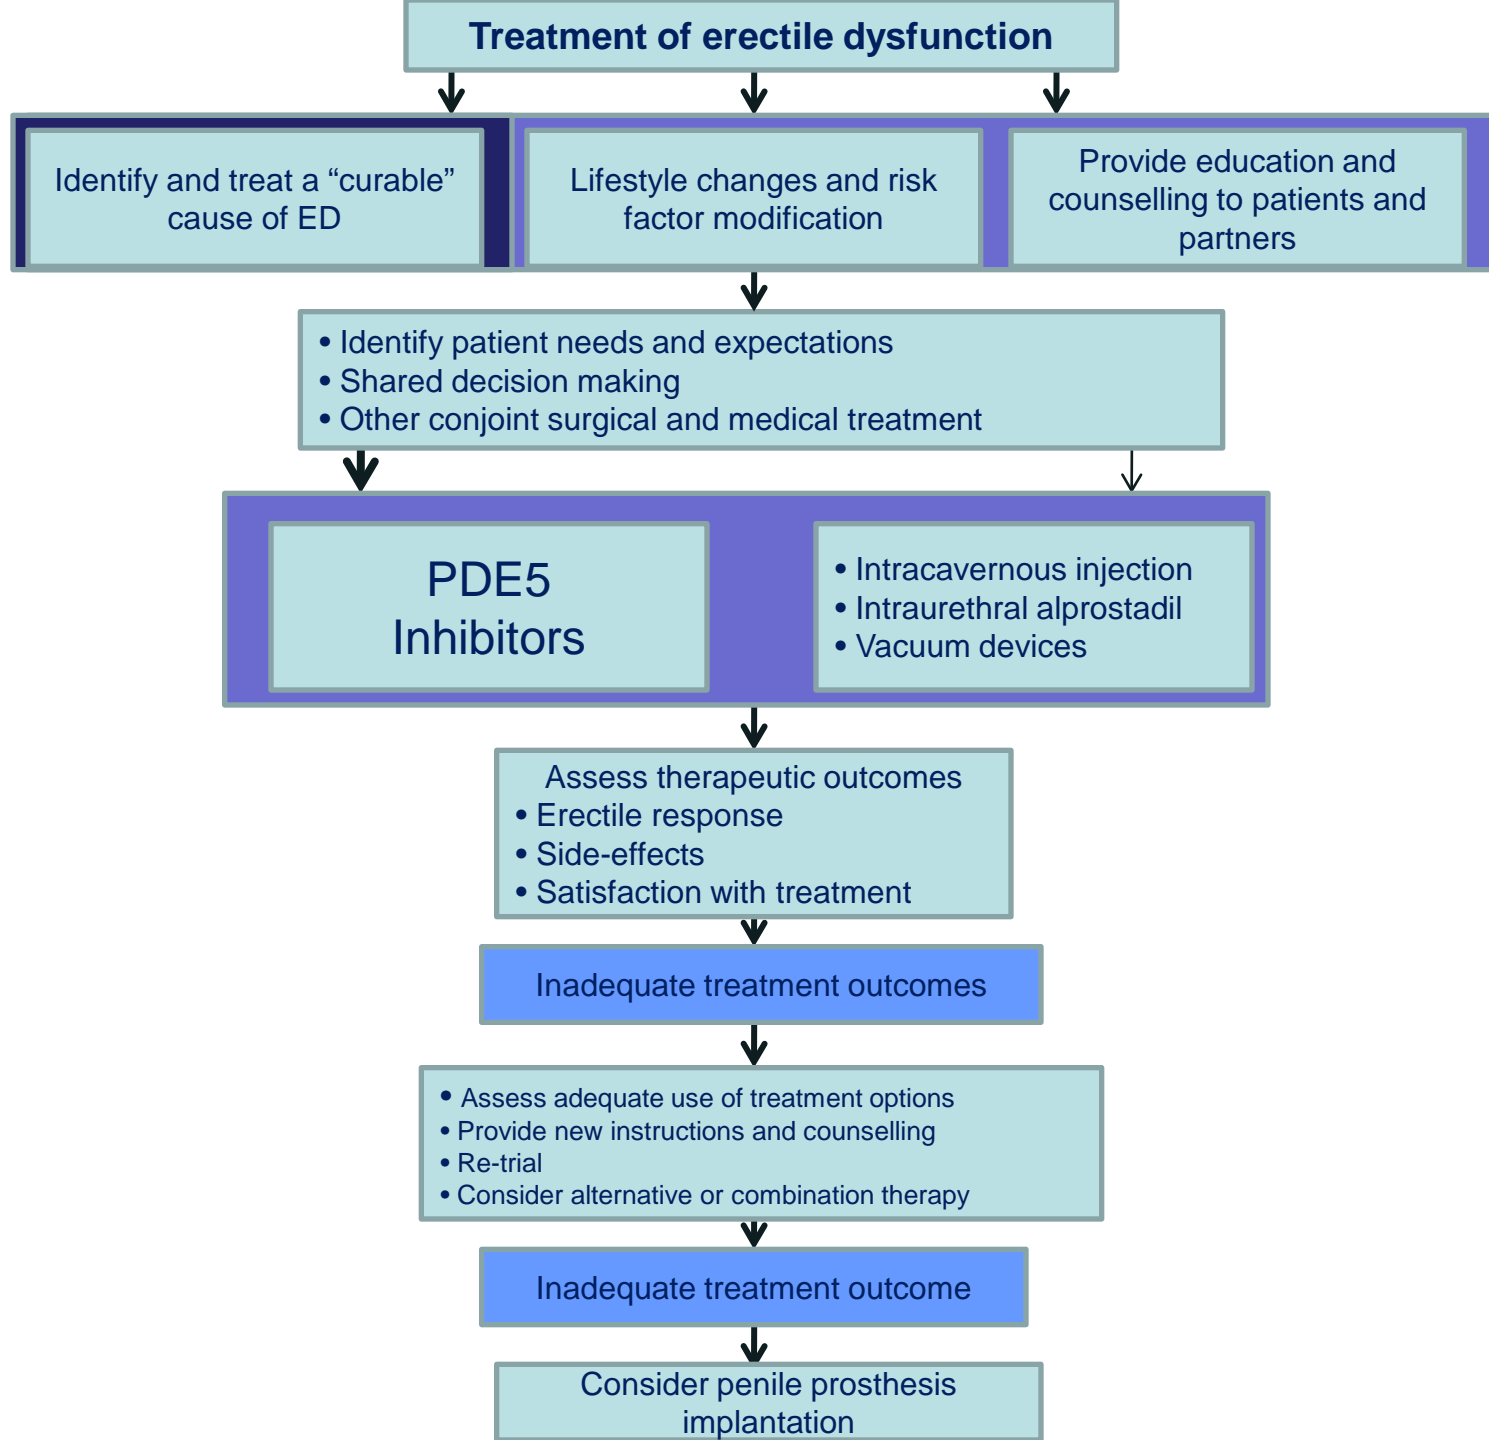 Treatment of erectile dysfunction
Identify and treat a “curable”
cause of ED
Lifestyle changes and risk
factor modification
Provide education and
counselling to patients and
partners
• Identify patient needs and expectations
• Shared decision making
• Other conjoint surgical and medical treatment
PDE5
Inhibitors
• Intracavernous injection
• Intraurethral alprostadil
• Vacuum devices
Assess therapeutic outcomes
• Erectile response
• Side-effects
• Satisfaction with treatment
Inadequate treatment outcomes
• Assess adequate use of treatment options
• Provide new instructions and counselling
• Re-trial
• Consider alternative or combination therapy
Inadequate treatment outcome
Consider penile prosthesis
implantation